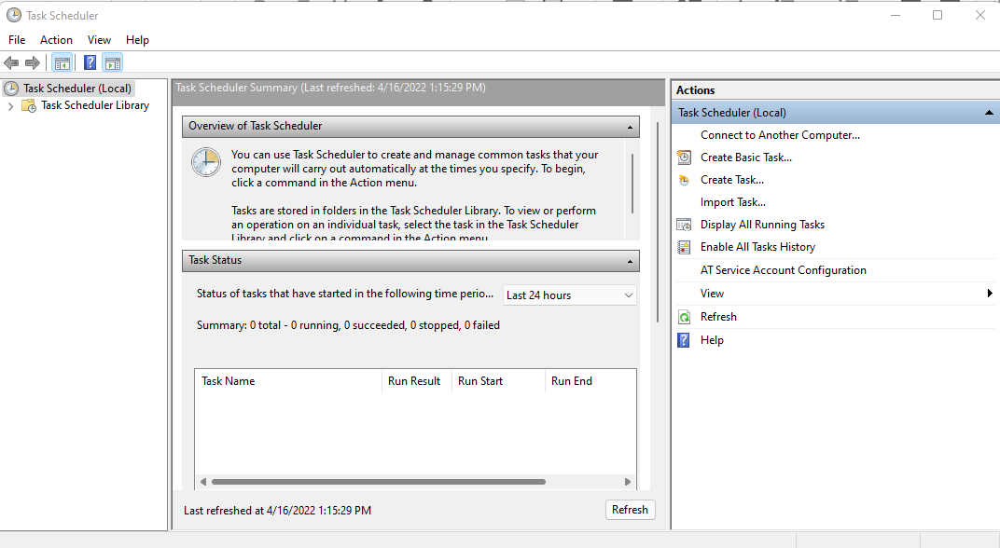 Task Scheduler
File Action View Help
Task Scheduler (Local)
Task Scheduler Library
Task Scheduler Summary (Last refreshed: 4/16/2022 1:15:29 PM)
Overview of Task Scheduler
You can use Task Scheduler to create and manage common tasks that your
computer will carry out automatically at the times you specify. To begin,
click a command in the Action menu.
Tasks are stored in folders in the Task Scheduler Library. To view or perform
an operation on an individual task, select the task in the Task Scheduler
Library and click on a command in the Action menu.
Task Status
Status of tasks that have started in the following time perio... Last 24 hours
Summary: 0 total - 0 running, 0 succeeded, 0 stopped, 0 failed
Task Name Run Result Run Start Run End
Last refreshed at 4/16/2022 1:15:29 PM Refresh
Actions
Task Scheduler (Local)
Connect to Another Computer...
Create Basic Task...
Create Task...
Import Task...
Display All Running Tasks
Enable All Tasks History
AT Service Account Configuration
View
Refresh
Help